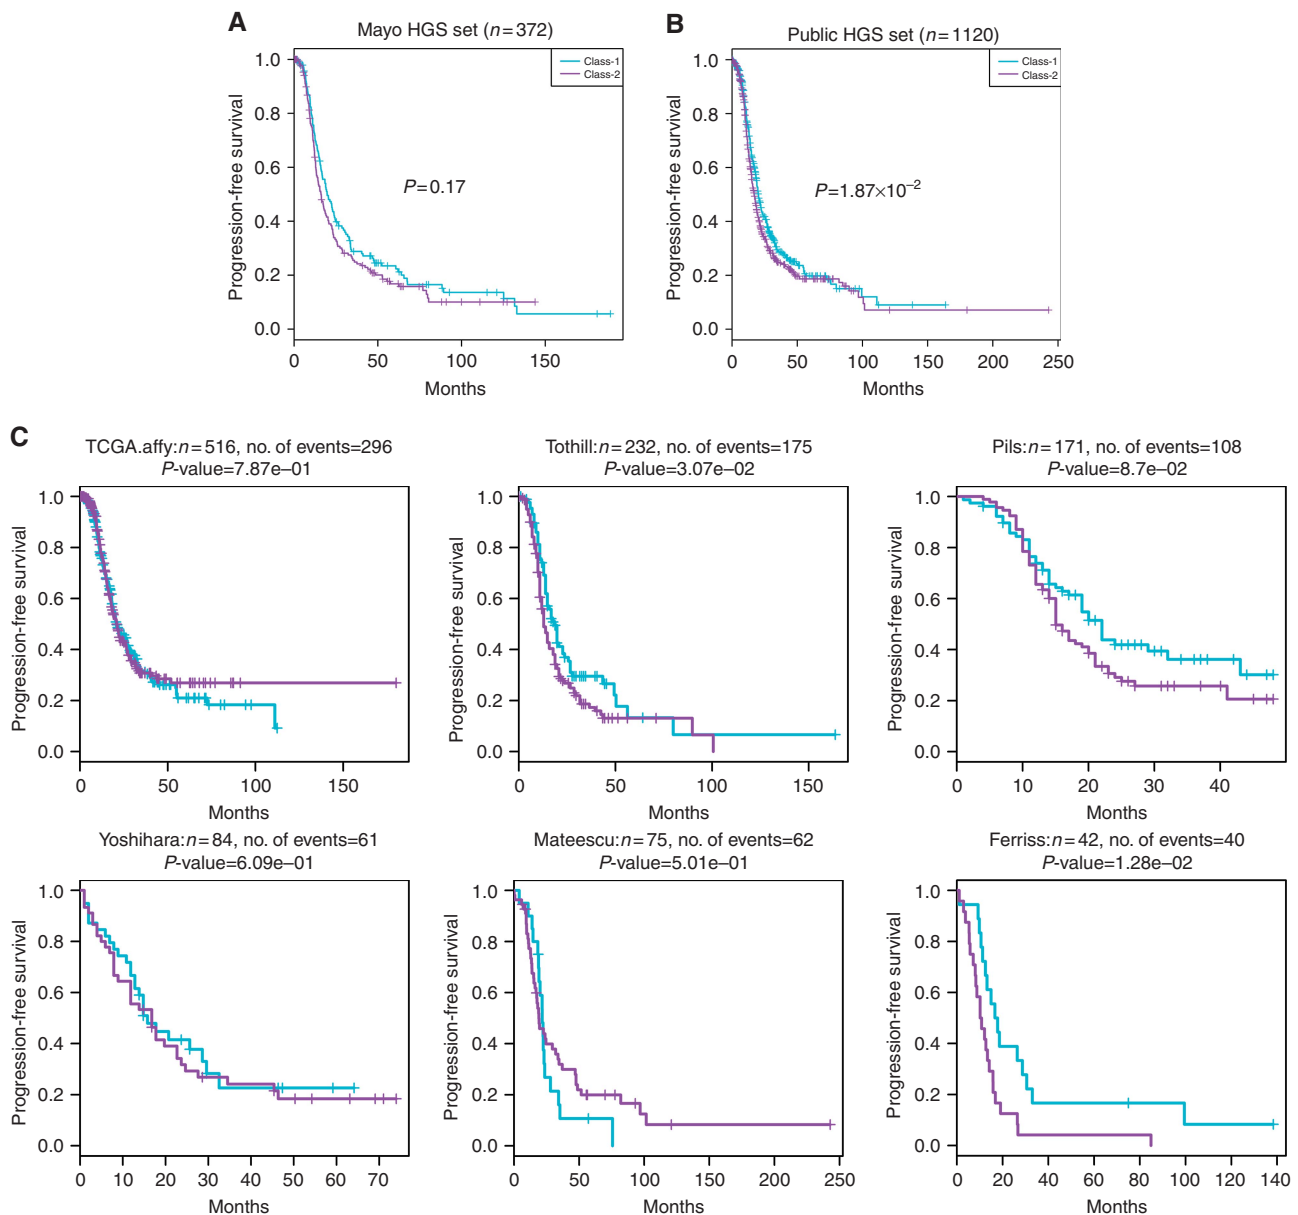 A
Mayo HGS set (n=372)
Class-1
Class-2
P=0.17
Progression-free survival
1.0
0.8
0.6
0.4
0.2
0.0
0 50 100 150
Months
B
Public HGS set (n=1120)
Class-1
Class-2
P=1.87×10−2
Progression-free survival
1.0
0.8
0.6
0.4
0.2
0.0
0 50 100 150 200 250
Months
C
TCGA.affy:n=516, no. of events=296
P-value=7.87e–01
Progression-free survival
1.0
0.8
0.6
0.4
0.2
0.0
0 50 100 150
Months
Tothill:n=232, no. of events=175
P-value=3.07e–02
Progression-free survival
1.0
0.8
0.6
0.4
0.2
0.0
0 50 100 150
Months
Pils:n=171, no. of events=108
P-value=8.7e–02
Progression-free survival
1.0
0.8
0.6
0.4
0.2
0.0
0 10 20 30 40
Months
Yoshihara:n=84, no. of events=61
P-value=6.09e–01
Progression-free survival
1.0
0.8
0.6
0.4
0.2
0.0
0 10 20 30 40 50 60 70
Months
Mateescu:n=75, no. of events=62
P-value=5.01e–01
Progression-free survival
1.0
0.8
0.6
0.4
0.2
0.0
0 50 100 150 200 250
Months
Ferriss:n=42, no. of events=40
P-value=1.28e–02
Progression-free survival
1.0
0.8
0.6
0.4
0.2
0.0
0 20 40 60 80 100 120 140
Months